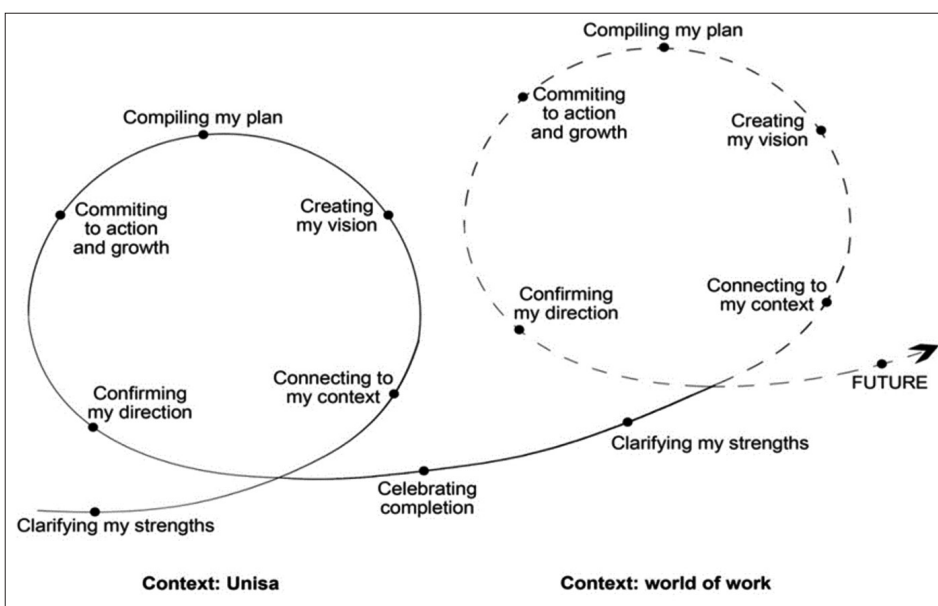 Compiling my plan
Commiting
to action
and growth
Creating
my vision
Confirming
my direction
Connecting to
my context
Clarifying my strengths
Celebrating
completion
Compiling my plan
Commiting
to action
and growth
Creating
my vision
Confirming
my direction
Connecting to
my context
FUTURE
Clarifying my strengths
Context: Unisa
Context: world of work